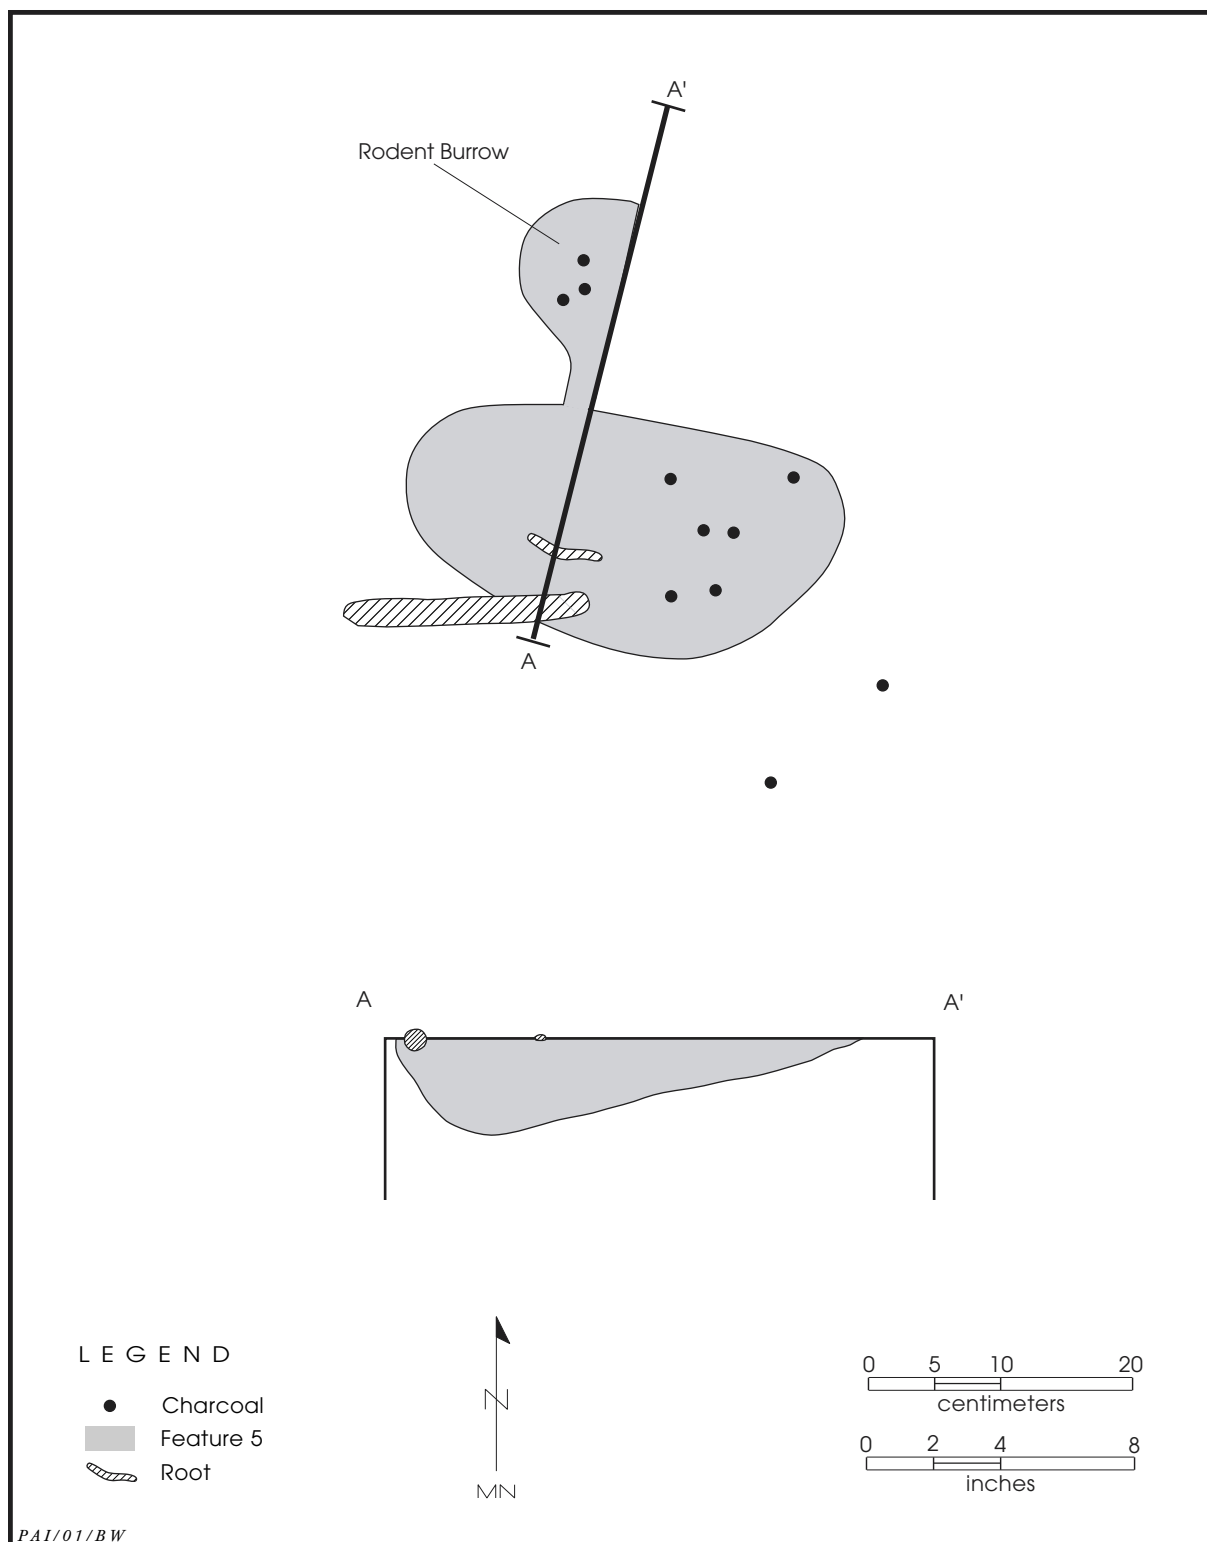 A'
Rodent Burrow
A
A A'
LEGEND
Charcoal
Feature 5
Root
N
MN
0 5 10 20
centimeters
0 2 4 8
inches
PAI/01/BW